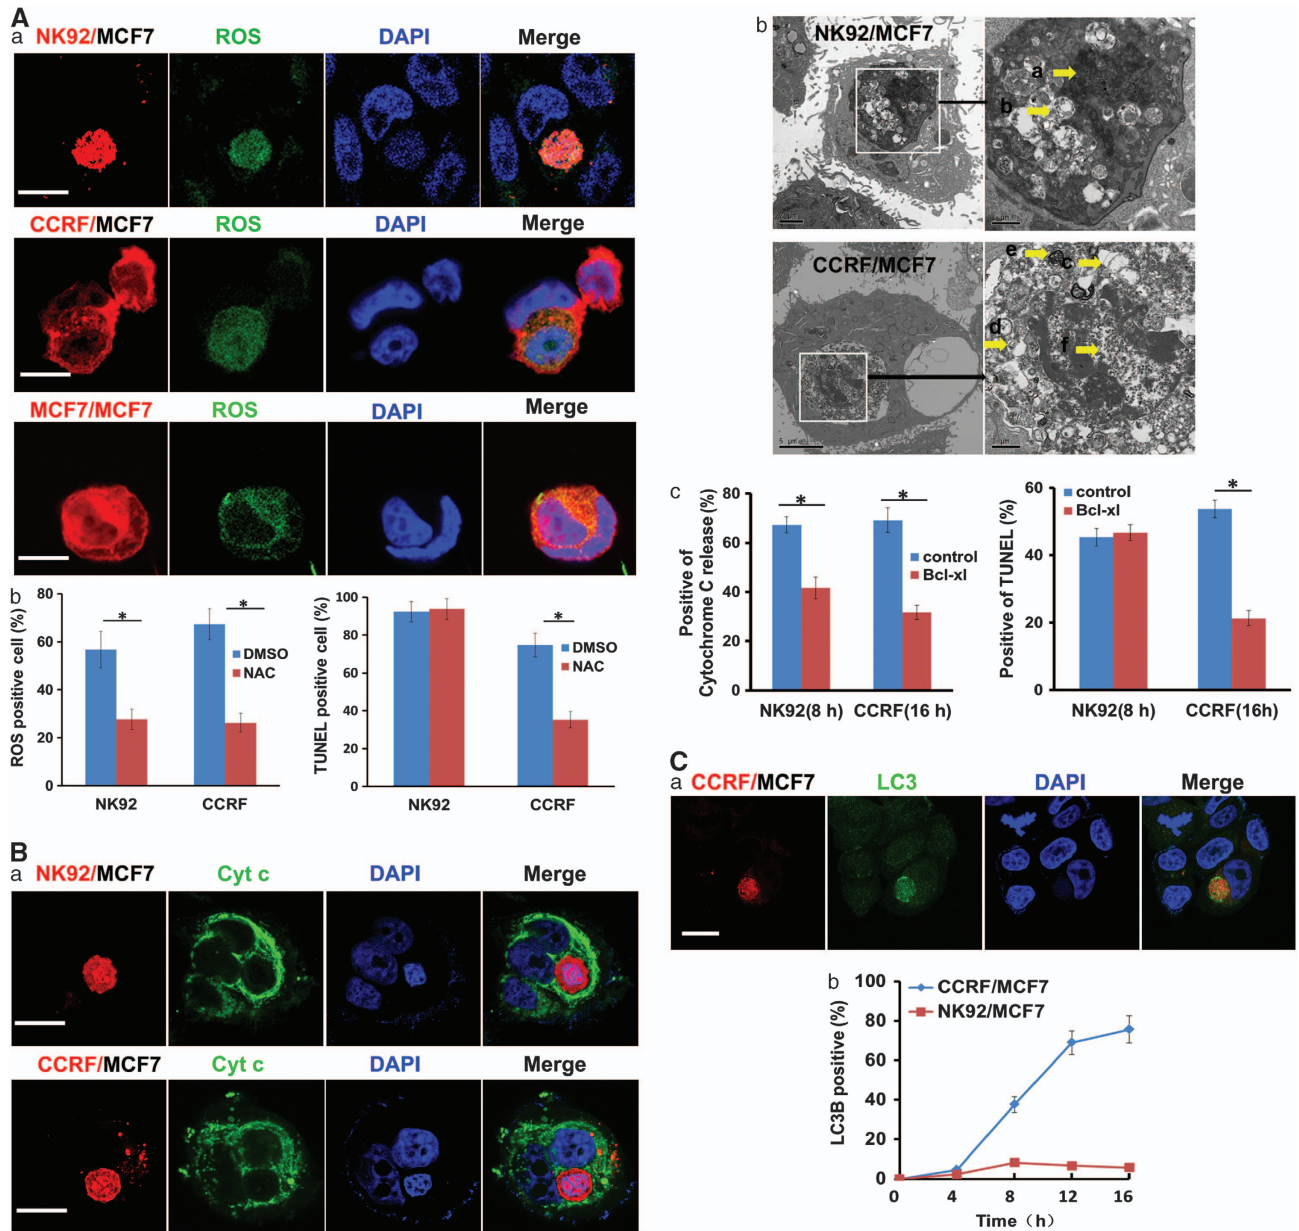 A
a
NK92/MCF7 ROS DAPI Merge
CCRF/MCF7 ROS DAPI Merge
MCF7/MCF7 ROS DAPI Merge
b
ROS positive cell (%)
80
60
40
20
0
*
*
DMSO
NAC
NK92 CCRF
TUNEL positive cell (%)
100
80
60
40
20
0
*
DMSO
NAC
NK92 CCRF
B
a
NK92/MCF7 Cyt c DAPI Merge
CCRF/MCF7 Cyt c DAPI Merge
b
NK92/MCF7
a
b
CCRF/MCF7
5 µm
e
c
d
f
c
Positive of
Cytochrome C release (%)
80
60
40
20
0
*
*
control
Bcl-xl
NK92(8 h) CCRF(16 h)
Positive of TUNEL (%)
60
40
20
0
control
Bcl-xl
*
NK92(8 h) CCRF(16h)
C
a
CCRF/MCF7 LC3 DAPI Merge
b
LC3B positive (%)
100
80
60
40
20
0
CCRF/MCF7
NK92/MCF7
0 4 8 12 16
Time (h)